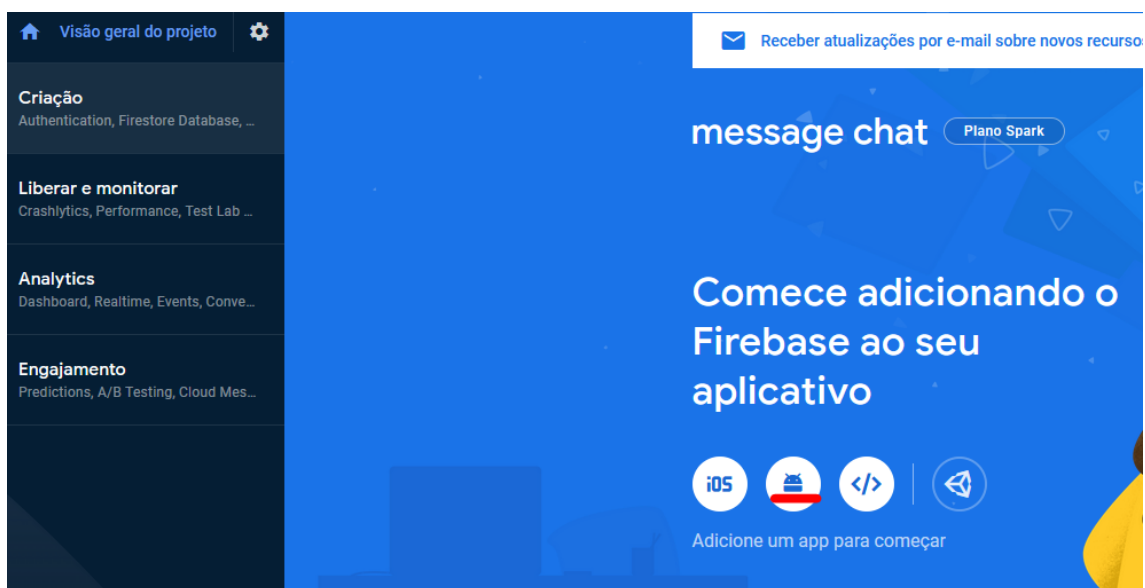 Visão geral do projeto
Receber atualizações por e-mail sobre novos recursos
Criação
Authentication, Firestore Database, ...
message chat
Plano Spark
Liberar e monitorar
Crashlytics, Performance, Test Lab ...
Analytics
Dashboard, Realtime, Events, Conve...
Comece adicionando o
Firebase ao seu
aplicativo
Engajamento
Predictions, A/B Testing, Cloud Mes...
iOS
</>
Adicione um app para começar